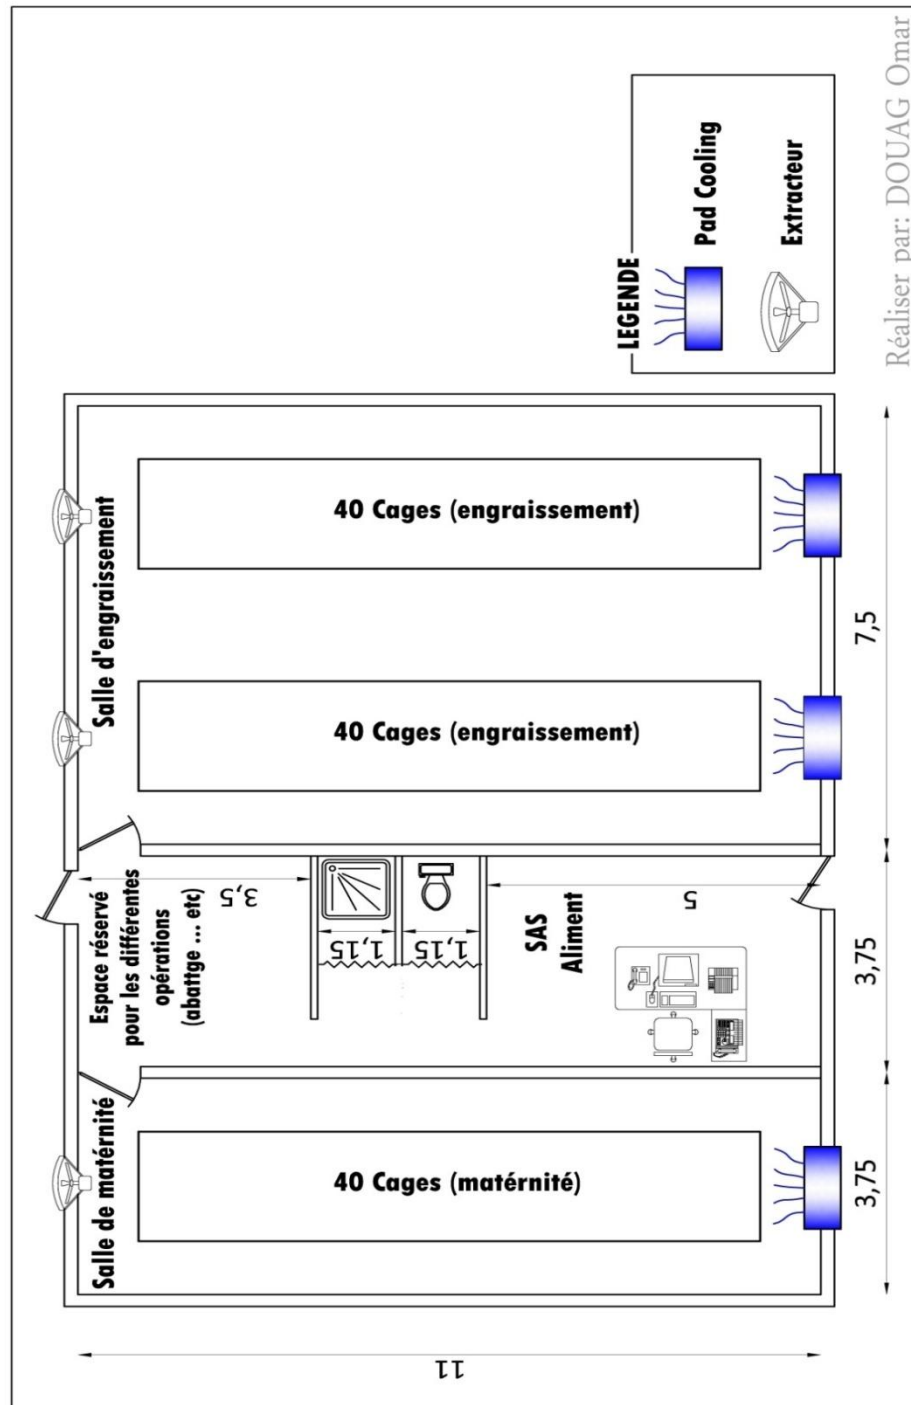 Réaliser par: DOUAG Omar
LEGENDE
Pad Cooling
Extracteur
Salle de matérnité
40 Cages (matérnité)
Espace réservé
pour les différentes
opérations
(abattge ... etc)
3,5
1,15
1,15
SAS
Aliment
5
Salle d'engraissement
40 Cages (engraissement)
40 Cages (engraissement)
11
3,75
3,75
7,5